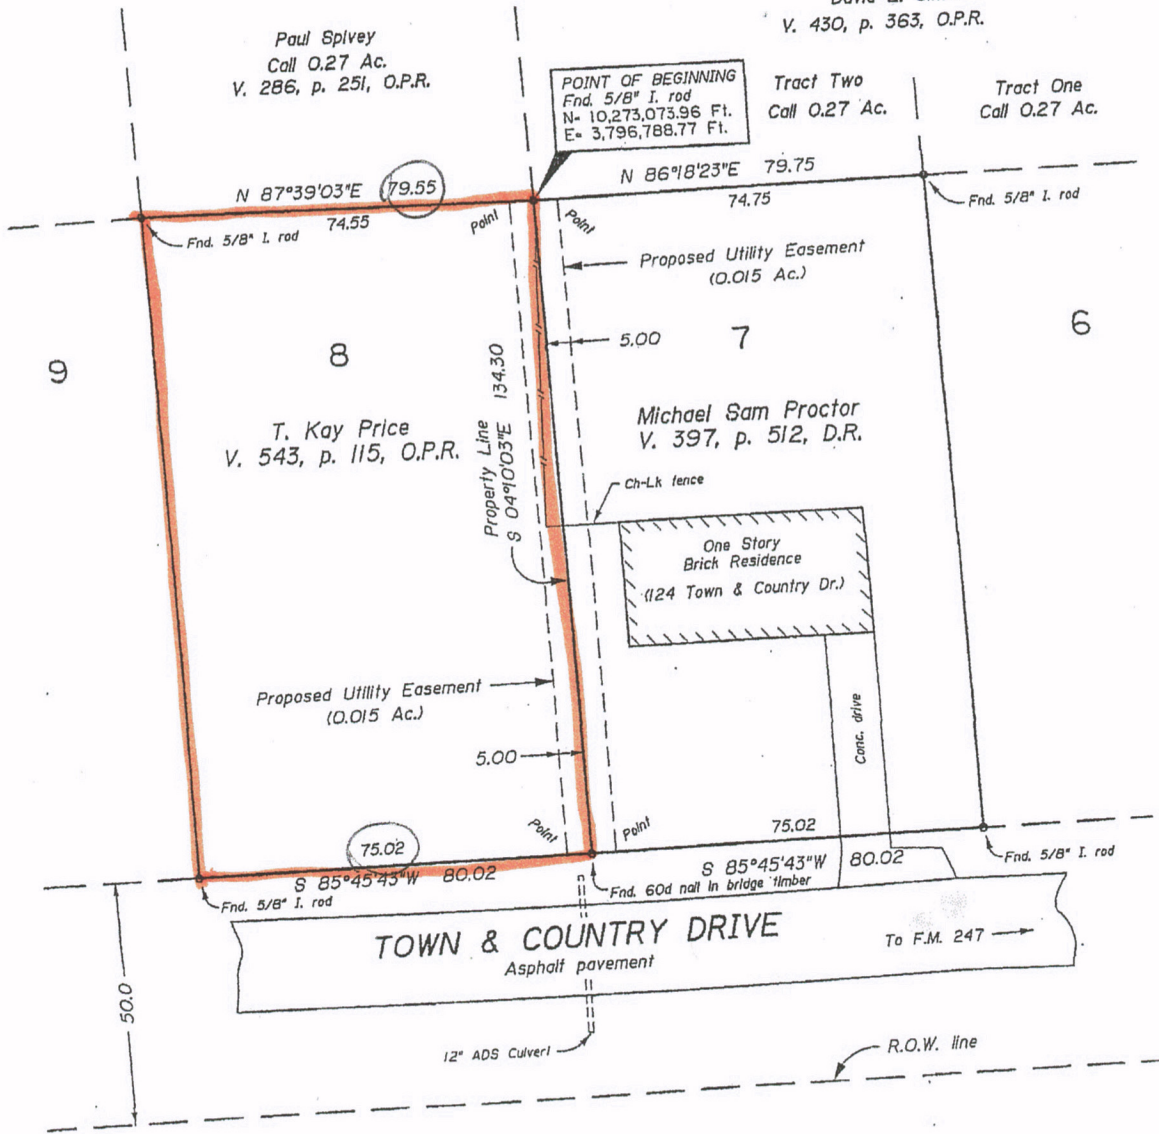 V. 430, p. 363, O.P.R.
Paul Spivey
Call 0.27 Ac.
V. 286, p. 251, O.P.R.
POINT OF BEGINNING
Fnd. 5/8" I. rod
N= 10,273,073.96 Ft.
E= 3,796,788.77 Ft.
Tract Two
Call 0.27 Ac.
Tract One
Call 0.27 Ac.
N 87°39'03"E 79.55
74.55
N 86°18'23"E 79.75
74.75
Fnd. 5/8" I. rod
Point
Point
Fnd. 5/8" I. rod
Proposed Utility Easement
(0.015 Ac.)
5.00
9
8
7
6
T. Kay Price
V. 543, p. 115, O.P.R.
Property Line
S 04°10'03"E 134.30
Michael Sam Proctor
V. 397, p. 512, D.R.
Ch-Lk fence
One Story
Brick Residence
(124 Town & Country Dr.)
Proposed Utility Easement
(0.015 Ac.)
5.00
Conc. drive
Point
Point
75.02
S 85°45'43"W 80.02
75.02
S 85°45'43"W 80.02
Fnd. 5/8" I. rod
Fnd. 60d nail in bridge timber
Fnd. 5/8" I. rod
TOWN & COUNTRY DRIVE
Asphalt pavement
To F.M. 247
50.0
12" ADS Culvert
R.O.W. line